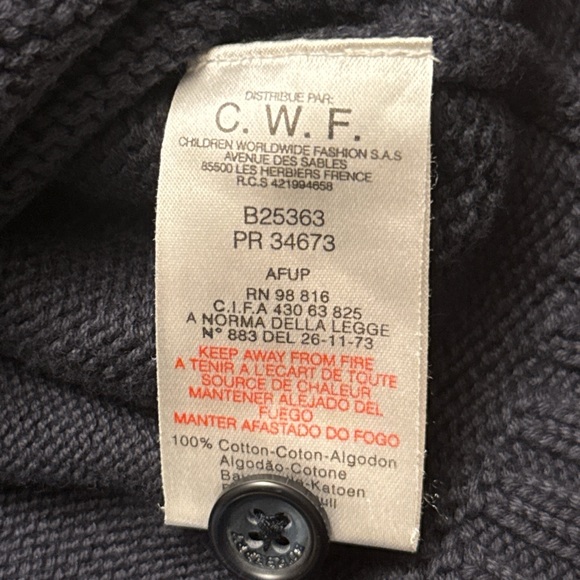 DISTRIBUE PAR:
C. W. F.
CHILDREN WORLDWIDE FASHION S.A.S
AVENUE DES SABLES
85500 LES HERBIERS FRENCE
R.C.S 421994658
B25363
PR 34673
AFUP
RN 98 816
C.I.F.A 430 63 825
A NORMA DELLA LEGGE
N° 883 DEL 26-11-73
KEEP AWAY FROM FIRE
A TENIR A L'ECART DE TOUTE
SOURCE DE CHALEUR
MANTENER ALEJADO DEL
FUEGO
MANTER AFASTADO DO FOGO
100% Cotton-Coton-Algodon
Algodão-Cotone
Katoen